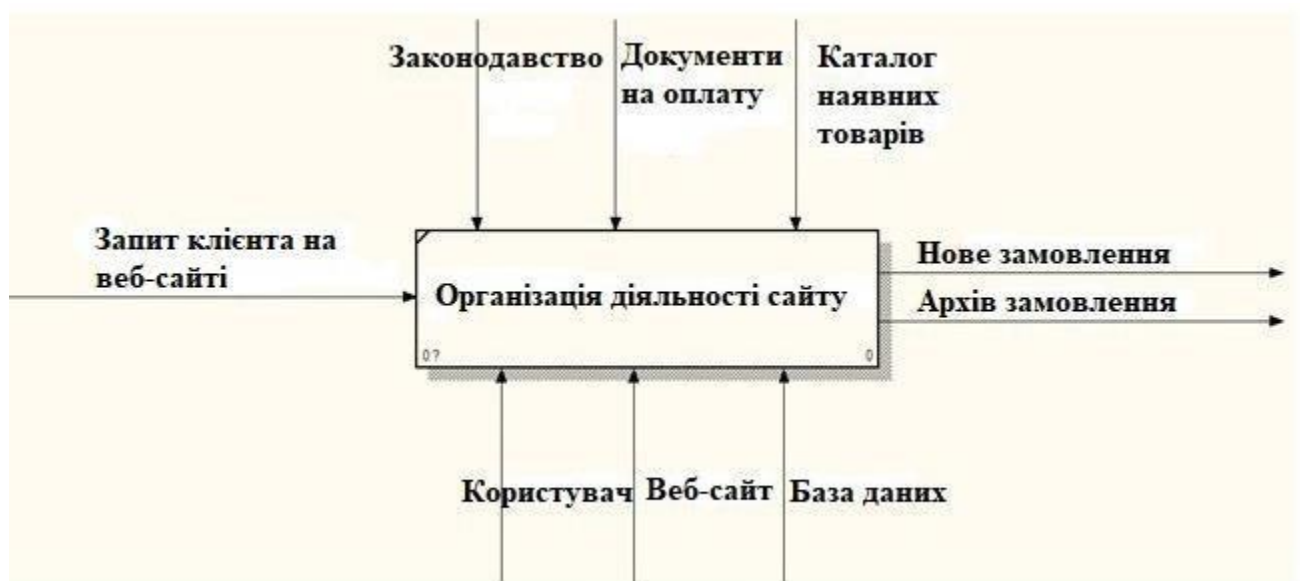 Законодавство
Документи
на оплату
Каталог
наявних
товарів
Запит клієнта на
веб-сайті
Організація діяльності сайту
0?
0
Нове замовлення
Архів замовлення
Користувач
Веб-сайт
База даних